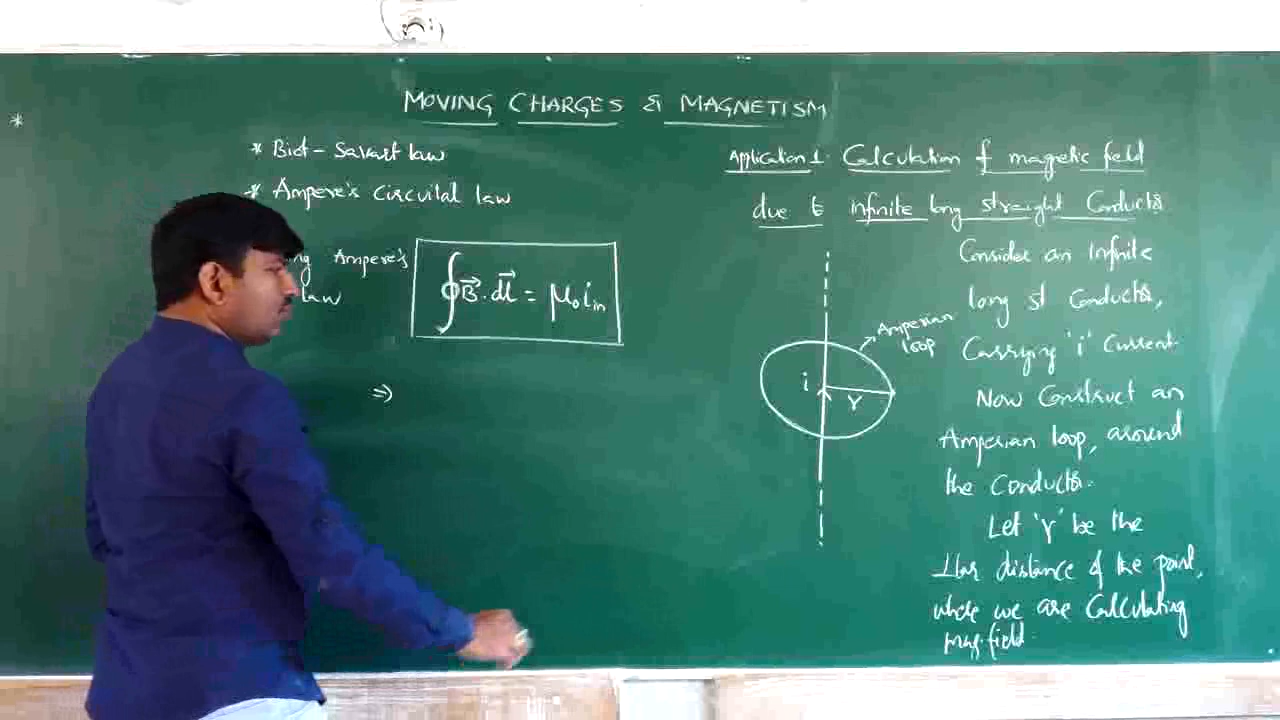 MOVING CHARGES & MAGNETISM
*
* Biot - Savart law
* Ampere's Circuital law
ng Ampere's
law
∮B⃗.dl⃗ = μ₀iᵢₙ
⇒
Application 1: Calculation of magnetic field
due to infinite long straight Conductor
Consider an Infinite
long st Conductor,
Carrying 'i' Current
Now Construct an
Amperian loop, around
the Conductor.
Let 'r' be the
⊥lar distance of the point,
where we are Calculating
mag. field.
Amperian
loop
i
r